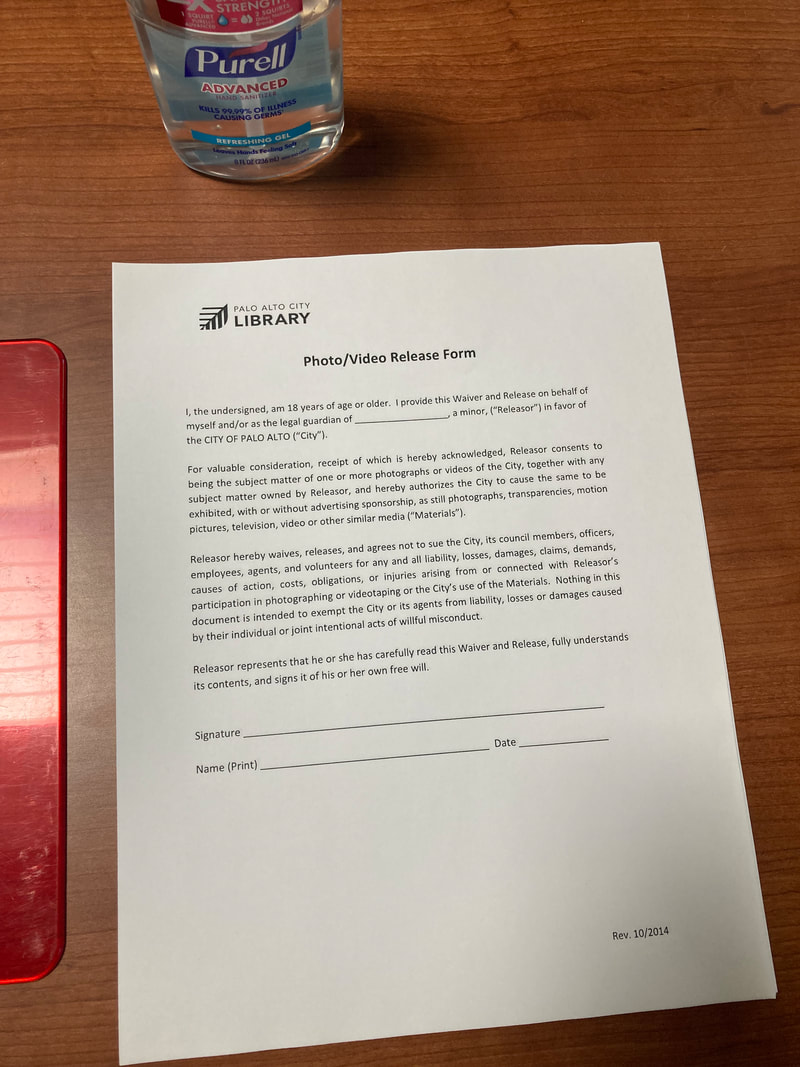 STRENGTH
1 SQUIRT
2 SQUIRTS
Purell
ADVANCED
HAND SANITIZER
KILLS 99.99% OF ILLNESS
CAUSING GERMS
REFRESHING GEL
Leaves Hands Feeling Soft
8 FL OZ (236 mL)
PALO ALTO CITY
LIBRARY
Photo/Video Release Form
I, the undersigned, am 18 years of age or older. I provide this Waiver and Release on behalf of
myself and/or as the legal guardian of __________________, a minor, (“Releasor”) in favor of
the CITY OF PALO ALTO (“City”).
For valuable consideration, receipt of which is hereby acknowledged, Releasor consents to
being the subject matter of one or more photographs or videos of the City, together with any
subject matter owned by Releasor, and hereby authorizes the City to cause the same to be
exhibited, with or without advertising sponsorship, as still photographs, transparencies, motion
pictures, television, video or other similar media (“Materials”).
Releasor hereby waives, releases, and agrees not to sue the City, its council members, officers,
employees, agents, and volunteers for any and all liability, losses, damages, claims, demands,
causes of action, costs, obligations, or injuries arising from or connected with Releasor’s
participation in photographing or videotaping or the City’s use of the Materials. Nothing in this
document is intended to exempt the City or its agents from liability, losses or damages caused
by their individual or joint intentional acts of willful misconduct.
Releasor represents that he or she has carefully read this Waiver and Release, fully understands
its contents, and signs it of his or her own free will.
Signature
Name (Print) Date
Rev. 10/2014